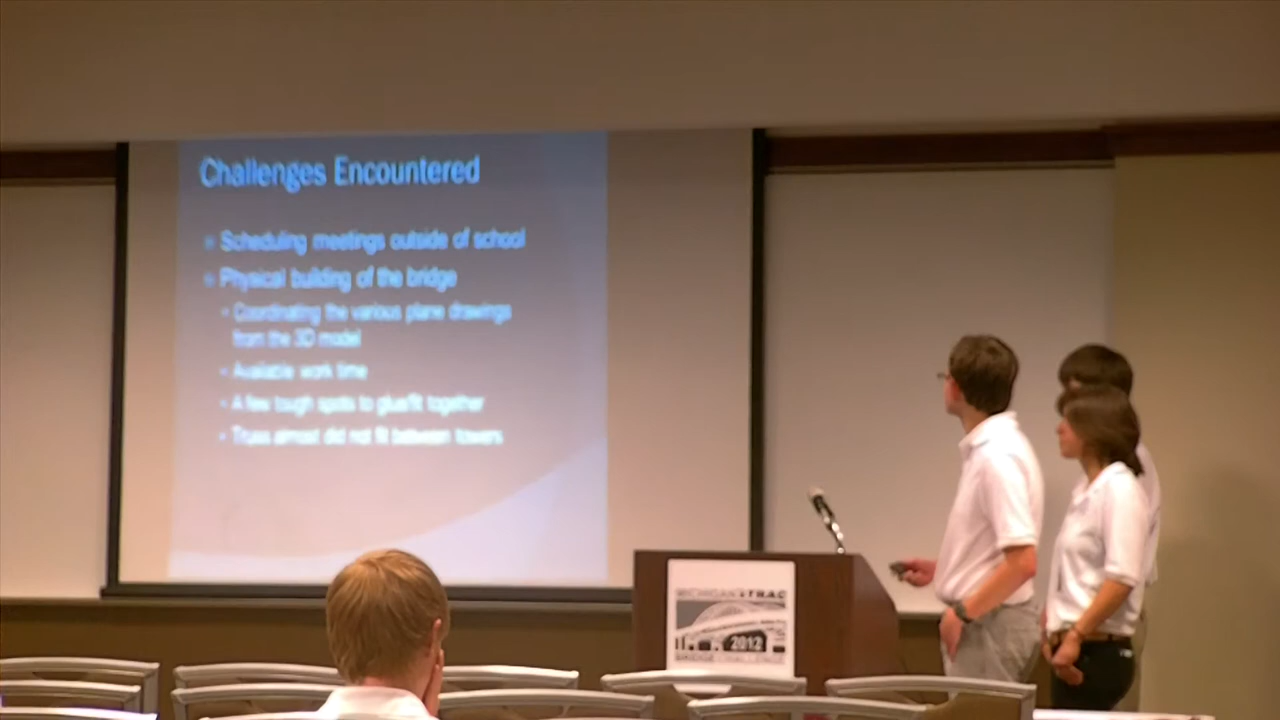 Challenges Encountered
Scheduling meetings outside of school
Physical building of the bridge
Coordinating the various plane drawings
from the 3D model
Available work time
A few tough spots to glue/fit together
Truss almost did not fit between towers
MICHIGAN'S TRAC
2012
BRIDGE CHALLENGE